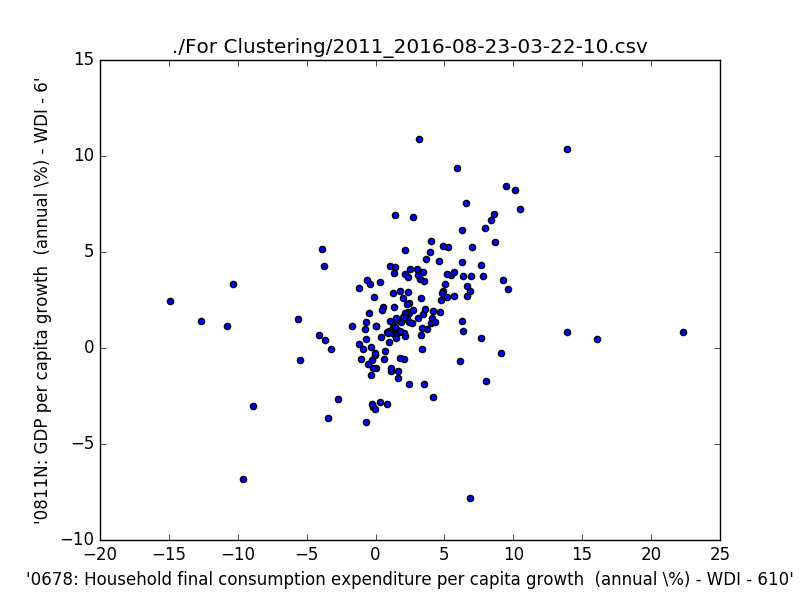 ./For Clustering/2011_2016-08-23-03-22-10.csv
15
10
5
0
−5
−10
'0811N: GDP per capita growth  (annual \%) - WDI - 6'
−20 −15 −10 −5 0 5 10 15 20 25
'0678: Household final consumption expenditure per capita growth  (annual \%) - WDI - 610'